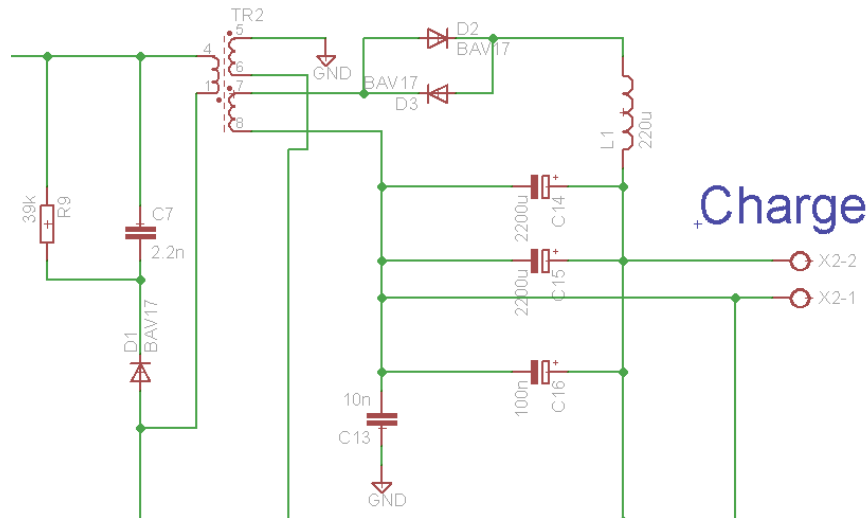 TR2
5
4
6
1
7
8
GND
D2
BAV17
BAV17
D3
L1
220u
39k
R9
C7
2.2n
D1
BAV17
2200u
C14
2200u
C15
100n
C16
10n
C13
GND
Charge
X2-2
X2-1